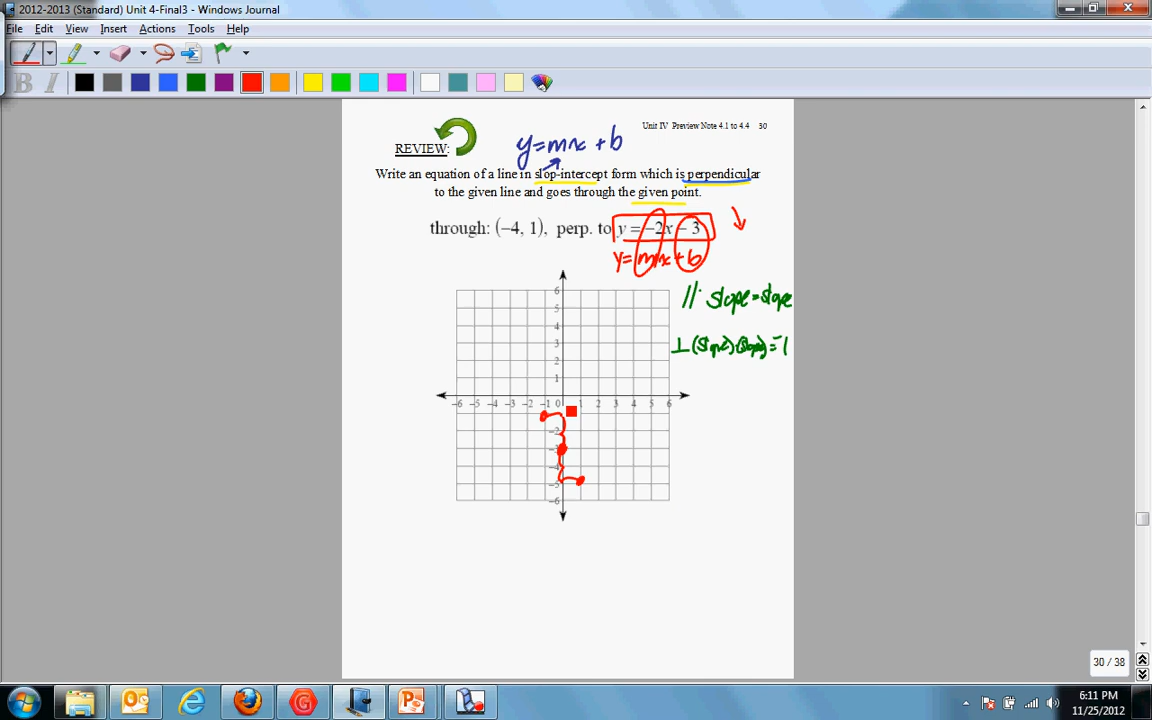 2012-2013 (Standard) Unit 4-Final3 - Windows Journal
File Edit View Insert Actions Tools Help
B I
Unit IV Preview Note 4.1 to 4.4 30
REVIEW:
y=mx+b
Write an equation of a line in slop-intercept form which is perpendicular
to the given line and goes through the given point.
through: (−4, 1), perp. to y = −2x − 3
y=mx+b
// slope=slope
⊥(slope)·(slope)=-1
6
5
4
3
2
1
-6 -5 -4 -3 -2 -1 0 1 2 3 4 5 6
-2
-3
-4
-5
-6
30 / 38
6:11 PM
11/25/2012